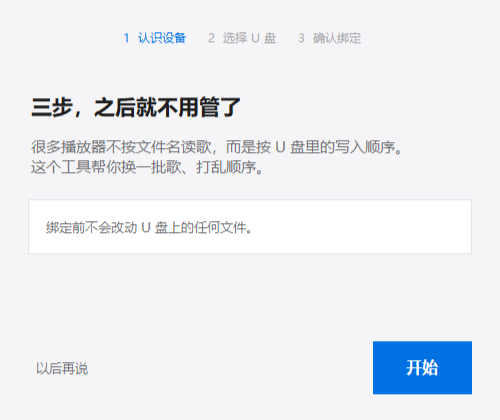 1 认识设备 2 选择 U 盘 3 确认绑定
三步，之后就不用管了
很多播放器不按文件名读歌，而是按 U 盘里的写入顺序。
这个工具帮你换一批歌、打乱顺序。
绑定前不会改动 U 盘上的任何文件。
以后再说 开始